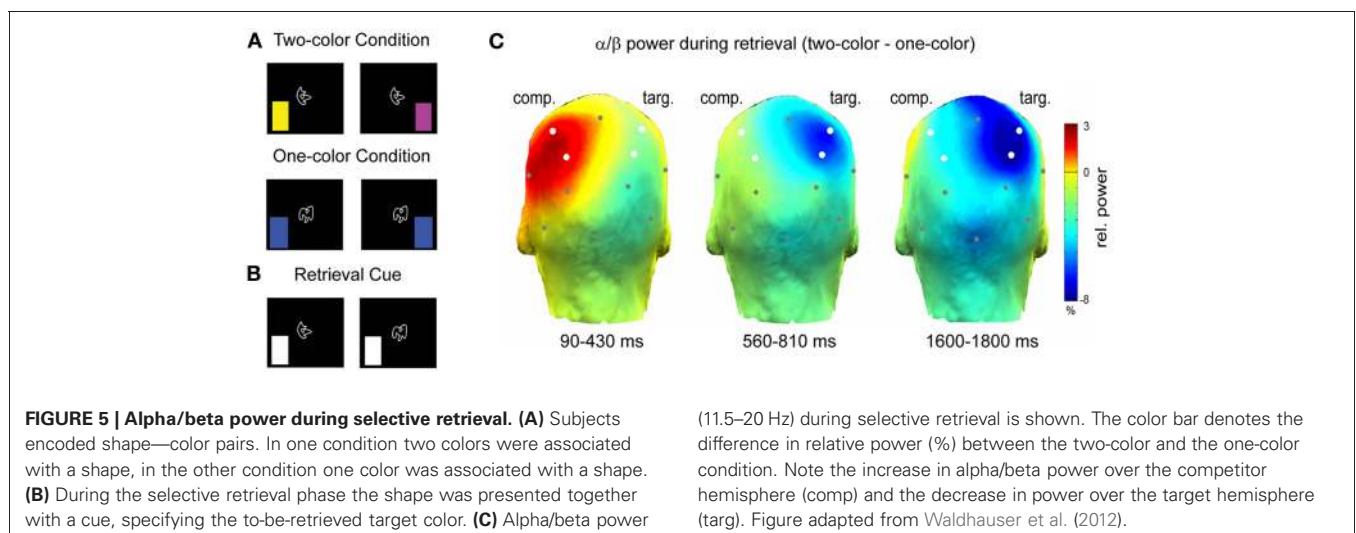 A Two-color Condition
One-color Condition
B Retrieval Cue
C α/β power during retrieval (two-color - one-color)
comp. targ. comp. targ. comp. targ.
3
0
-8
%
rel. power
90-430 ms 560-810 ms 1600-1800 ms
FIGURE 5 | Alpha/beta power during selective retrieval. (A) Subjects
encoded shape—color pairs. In one condition two colors were associated
with a shape, in the other condition one color was associated with a shape.
(B) During the selective retrieval phase the shape was presented together
with a cue, specifying the to-be-retrieved target color. (C) Alpha/beta power
(11.5–20 Hz) during selective retrieval is shown. The color bar denotes the
difference in relative power (%) between the two-color and the one-color
condition. Note the increase in alpha/beta power over the competitor
hemisphere (comp) and the decrease in power over the target hemisphere
(targ). Figure adapted from Waldhauser et al. (2012).